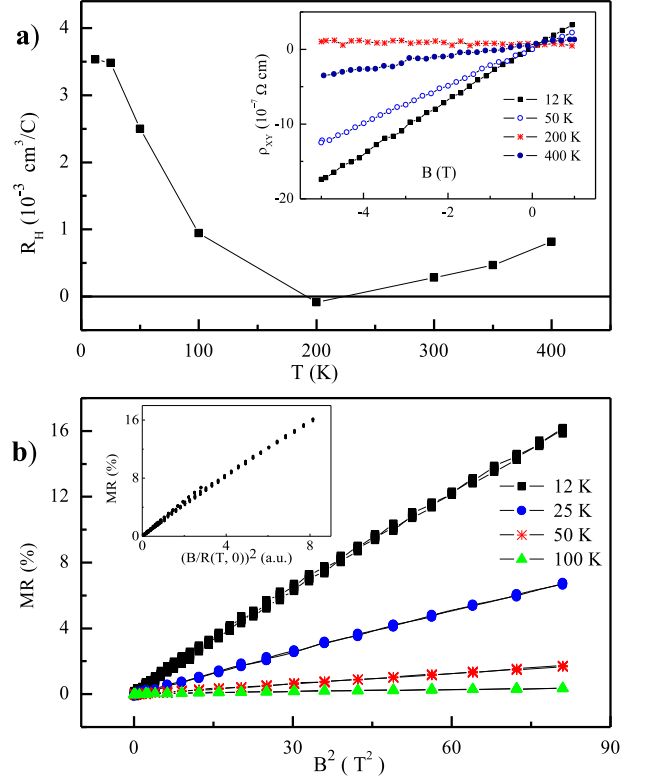 a)
4
3
2
1
0
R_H (10^-3 cm^3/C)
0
100
200
300
400
T (K)
0
-10
-20
ρ_XY (10^-7 Ω cm)
-4
-2
0
B (T)
12 K
50 K
200 K
400 K
b)
16
12
8
4
0
MR (%)
0
30
60
90
B^2 ( T^2 )
16
8
0
MR (%)
0
4
8
(B/R(T, 0))^2 (a.u.)
12 K
25 K
50 K
100 K